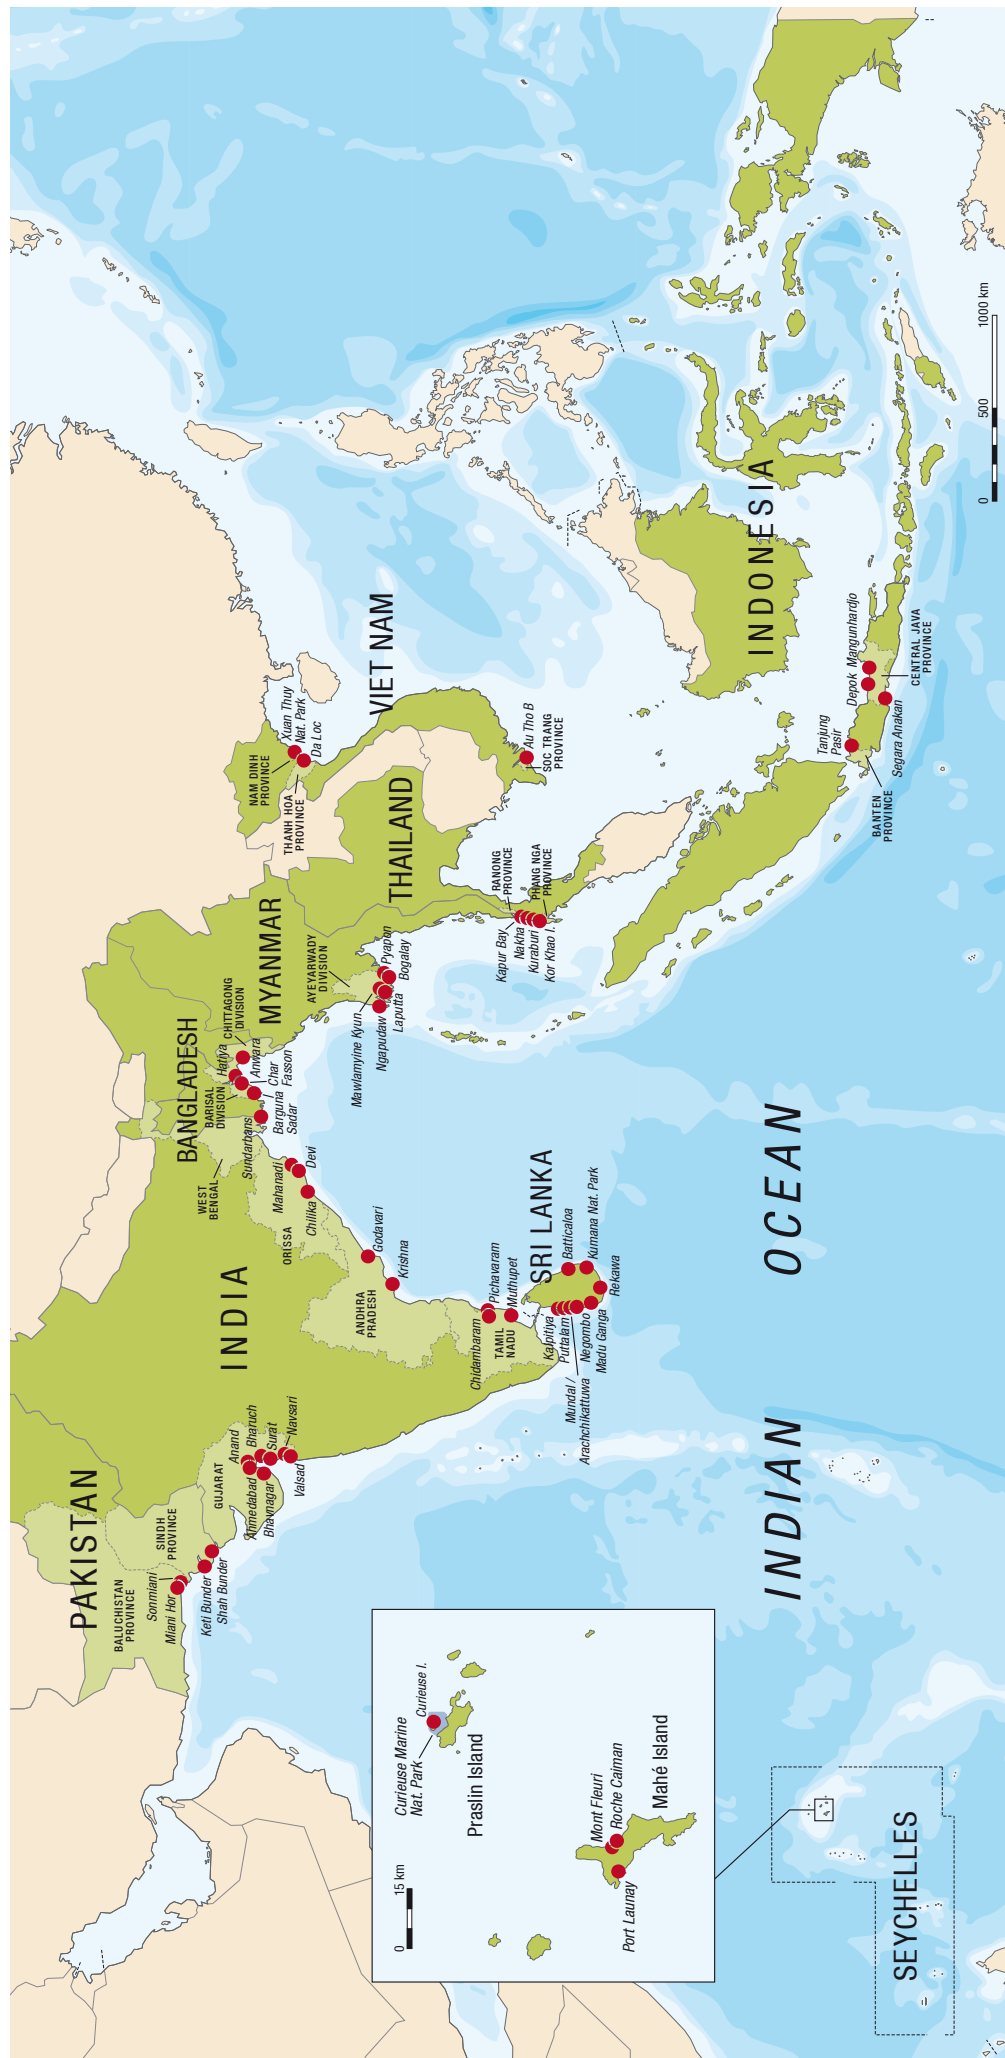 PAKISTAN
BALUCHISTAN
PROVINCE
SINDH
PROVINCE
Sonmiani
Miani Hor
Keti Bunder
Shah Bunder
INDIA
GUJARAT
Anand
Bharuch
Surat
Navsari
Ahmedabad
Bhavnagar
Valsad
WEST
BENGAL
ORISSA
ANDHRA
PRADESH
TAMIL
NADU
Sundarbans
Mahanadi
Devi
Chilika
Godavari
Krishna
Pichavaram
Chidambaram
Muthupet
SRI LANKA
Kalpitiya
Puttalam
Mundal /
Arachchikattuwa
Negombo
Madu Ganga
Rekawa
Kumana Nat. Park
Batticaloa
BANGLADESH
BARISAL
DIVISION
CHITTAGONG
DIVISION
Hatiya
Anwara
Char
Fasson
Barguna
Sadar
MYANMAR
AYEYARWADY
DIVISION
Mawlamyine Kyun
Ngapudaw
Laputta
Pyapon
Bogalay
THAILAND
RANONG
PROVINCE
PHANG NGA
PROVINCE
Kapur Bay
Nakha
Kuraburi
Kor Khao I.
VIET NAM
NAM DINH
PROVINCE
THANH HOA
PROVINCE
Xuan Thuy
Nat. Park
Da Loc
Au Tho B
SOC TRANG
PROVINCE
INDONESIA
Tanjung
Pasir
BANTEN
PROVINCE
Depok
Mangunhardjo
Segara Anakan
CENTRAL JAVA
PROVINCE
0 500 1000 km
INDIAN OCEAN
SEYCHELLES
0 15 km
Curieuse Marine
Nat. Park
Curieuse I.
Praslin Island
Mont Fleuri
Roche Caiman
Port Launay
Mahé Island